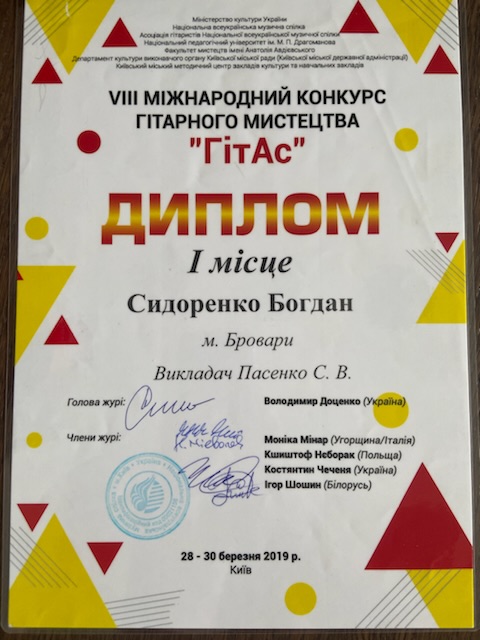 Міністерство культури України
Національна всеукраїнська музична спілка
Асоціація гітаристів Національної всеукраїнської музичної спілки
Національний педагогічний університет ім. М. П. Драгоманова
Факультет мистецтв імені Анатолія Авдієвського
Департамент культури виконавчого органу Київської міської ради (Київської міської державної адміністрації)
Київський міський методичний центр закладів культури та навчальних закладів
VIII МІЖНАРОДНИЙ КОНКУРС
ГІТАРНОГО МИСТЕЦТВА
"ГітАс"
ДИПЛОМ
І місце
Сидоренко Богдан
м. Бровари
Викладач Пасенко С. В.
Голова журі:
Володимир Доценко (Україна)
Члени журі:
Моніка Мінар (Угорщина/Італія)
Кшиштоф Нєборак (Польща)
Костянтин Чеченя (Україна)
Ігор Шошин (Білорусь)
28 - 30 березня 2019 р.
Київ